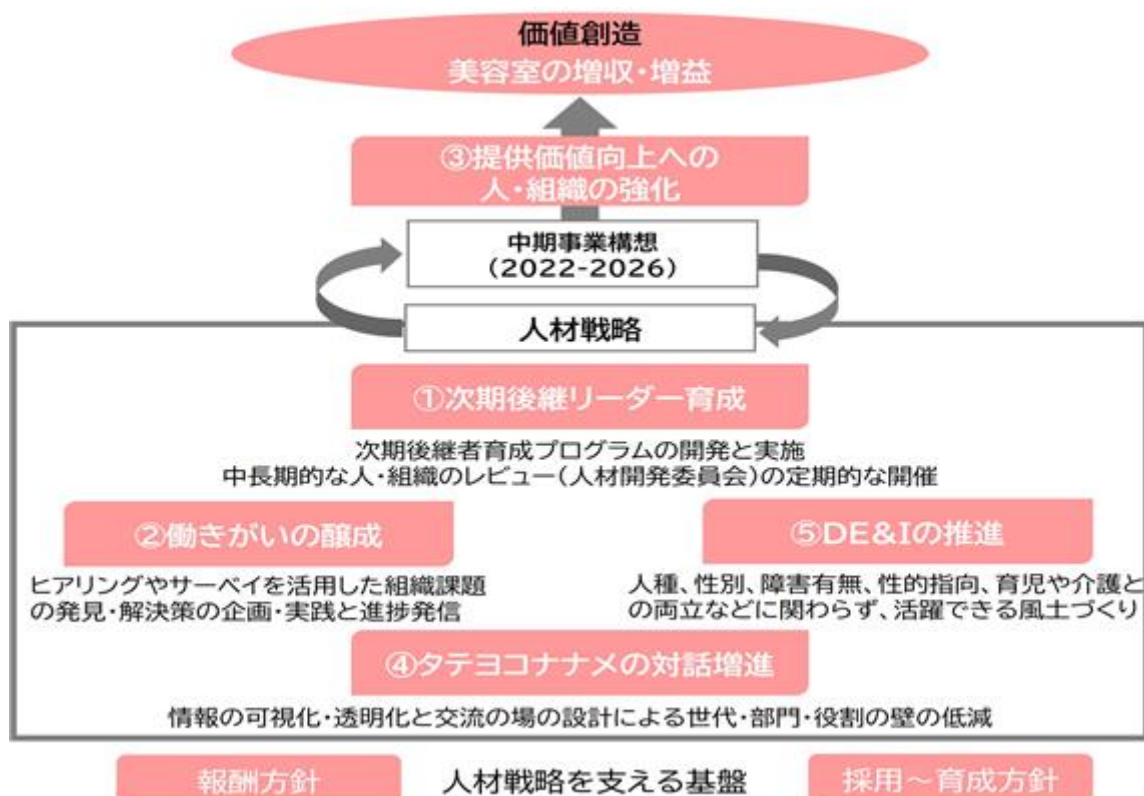 価値創造
美容室の増収・増益
③提供価値向上への
人・組織の強化
中期事業構想
(2022-2026)
人材戦略
①次期後継リーダー育成
次期後継者育成プログラムの開発と実施
中長期的な人・組織のレビュー(人材開発委員会)の定期的な開催
②働きがいの醸成
ヒアリングやサーベイを活用した組織課題
の発見・解決策の企画・実践と進捗発信
⑤DE&Iの推進
人種、性別、障害有無、性的指向、育児や介護と
の両立などに関わらず、活躍できる風土づくり
④タテヨコナナメの対話増進
情報の可視化・透明化と交流の場の設計による世代・部門・役割の壁の低減
報酬方針
人材戦略を支える基盤
採用～育成方針